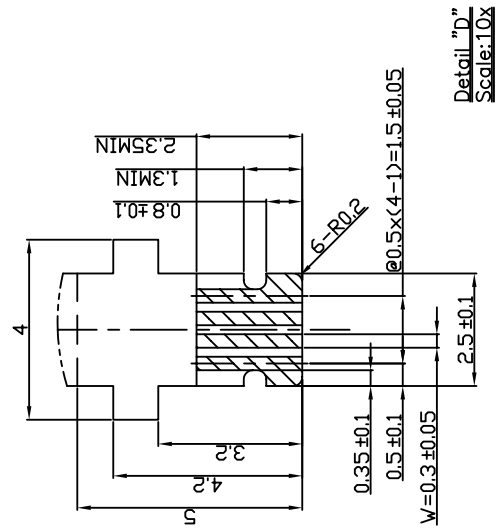 Detail "D"
Scale:10x
2.35MIN
1.3MIN
0.8±0.1
6-R0.2
@0.5x(4-1)=1.5±0.05
4
2.5±0.1
0.35±0.1
0.5±0.1
W=0.3±0.05
3.2
4.2
5